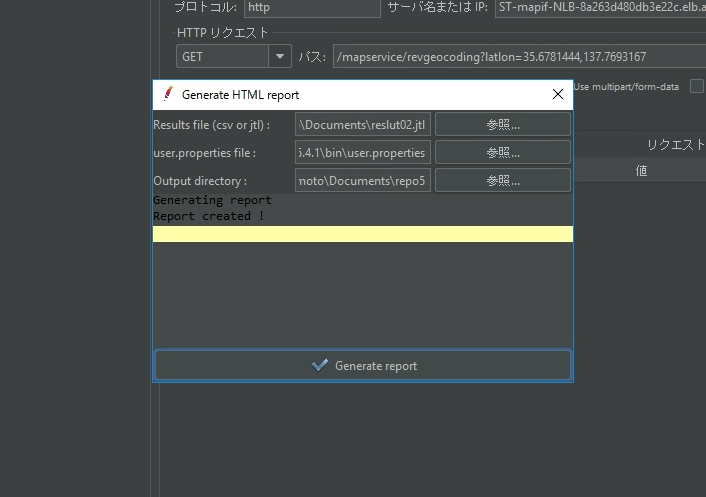 プロトコル: http サーバ名または IP: ST-mapif-NLB-8a263d480db3e22c.elb.a
HTTP リクエスト
GET パス: /mapservice/revgeocoding?latlon=35.6781444,137.7693167
Use multipart/form-data
Generate HTML report
リクエスト
Results file (csv or jtl) : \Documents\reslut02.jtl 参照...
user.properties file : 5.4.1\bin\user.properties 参照...
値
Output directory : moto\Documents\repo5 参照...
Generating report
Report created !
Generate report